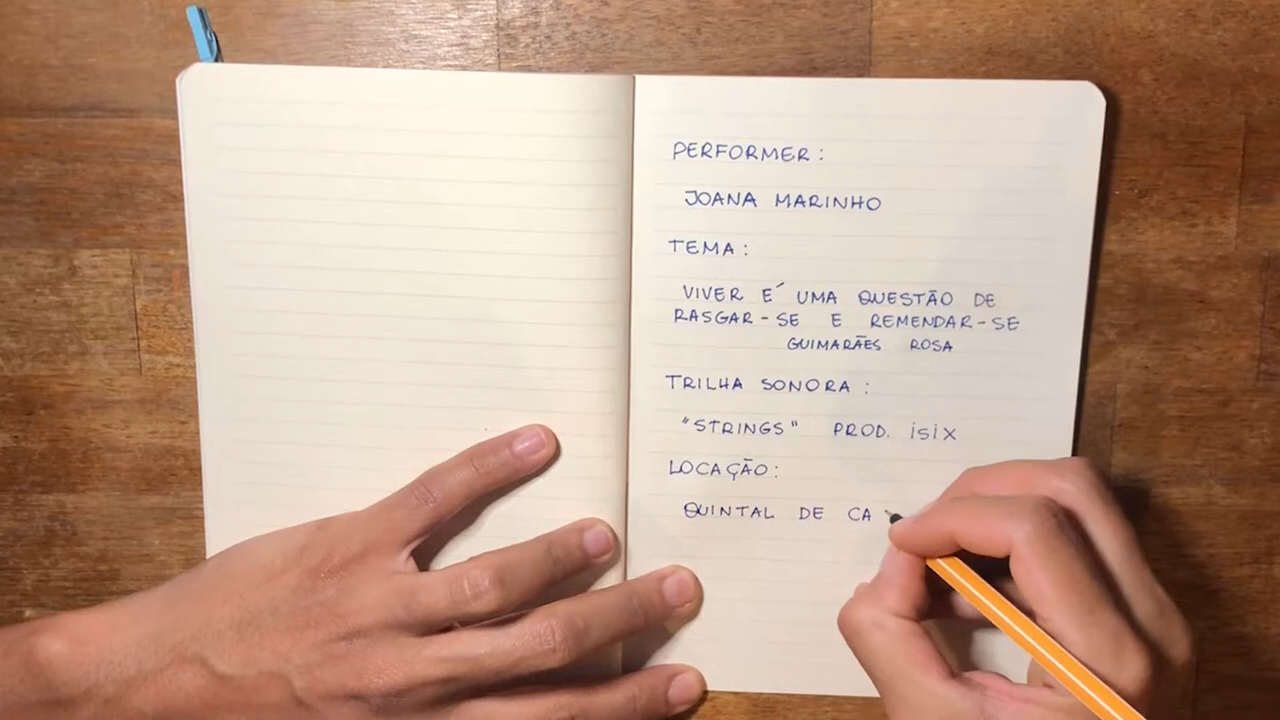 PERFORMER:
JOANA MARINHO
TEMA:
VIVER É UMA QUESTÃO DE
RASGAR-SE E REMENDAR-SE
GUIMARÃES ROSA
TRILHA SONORA:
"STRINGS" PROD. iSiX
LOCAÇÃO:
QUINTAL DE CA